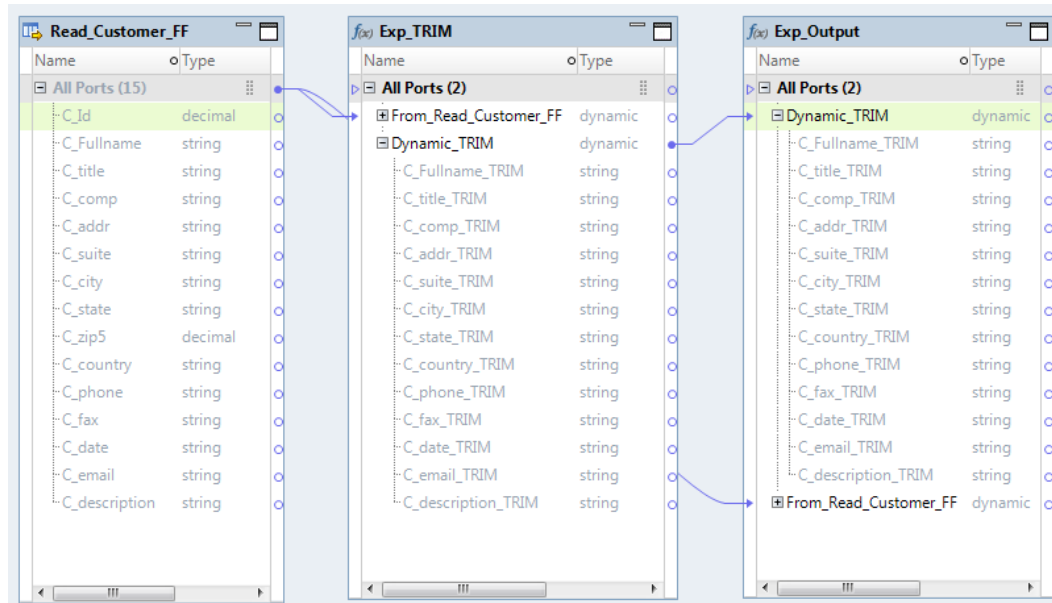 Read_Customer_FF
Name Type
All Ports (15)
C_Id decimal
C_Fullname string
C_title string
C_comp string
C_addr string
C_suite string
C_city string
C_state string
C_zip5 decimal
C_country string
C_phone string
C_fax string
C_date string
C_email string
C_description string
f(x) Exp_TRIM
Name Type
All Ports (2)
From_Read_Customer_FF dynamic
Dynamic_TRIM dynamic
C_Fullname_TRIM string
C_title_TRIM string
C_comp_TRIM string
C_addr_TRIM string
C_suite_TRIM string
C_city_TRIM string
C_state_TRIM string
C_country_TRIM string
C_phone_TRIM string
C_fax_TRIM string
C_date_TRIM string
C_email_TRIM string
C_description_TRIM string
f(x) Exp_Output
Name Type
All Ports (2)
Dynamic_TRIM dynamic
C_Fullname_TRIM string
C_title_TRIM string
C_comp_TRIM string
C_addr_TRIM string
C_suite_TRIM string
C_city_TRIM string
C_state_TRIM string
C_country_TRIM string
C_phone_TRIM string
C_fax_TRIM string
C_date_TRIM string
C_email_TRIM string
C_description_TRIM string
From_Read_Customer_FF dynamic